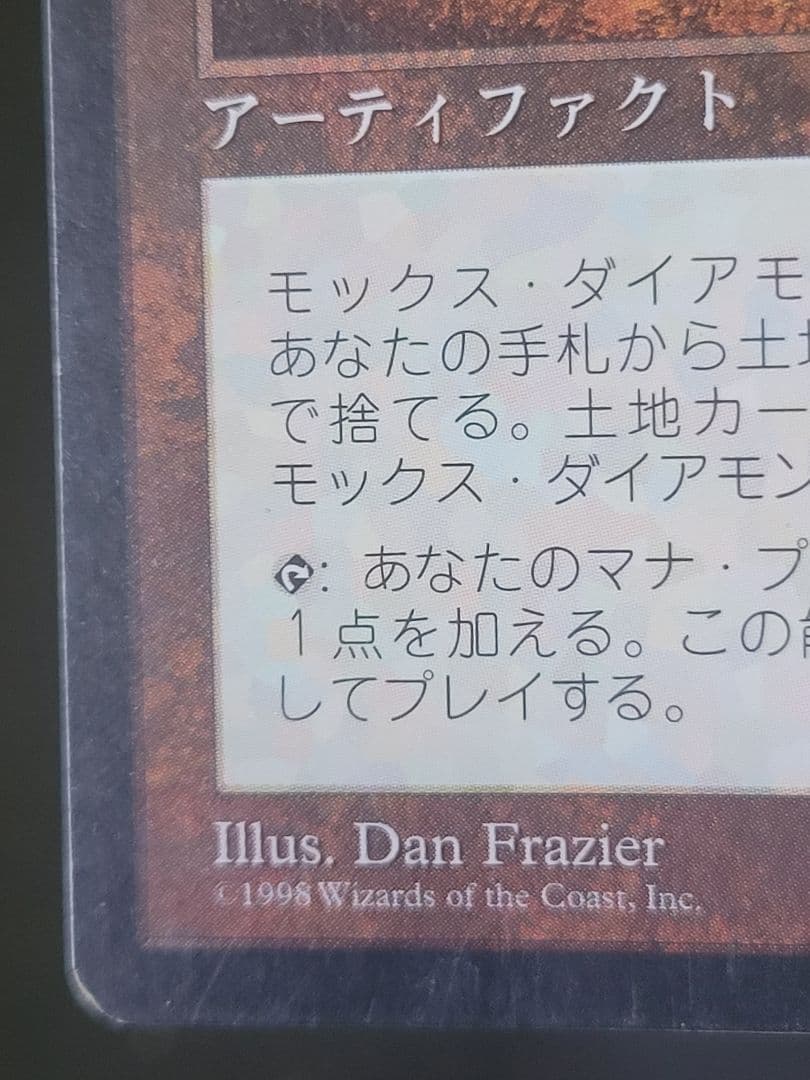 アーティファクト
モックス・ダイアモ
あなたの手札から土
で捨てる。土地カー
モックス・ダイアモン
: あなたのマナ・プ
1点を加える。この
してプレイする。
Illus. Dan Frazier
©1998 Wizards of the Coast, Inc.